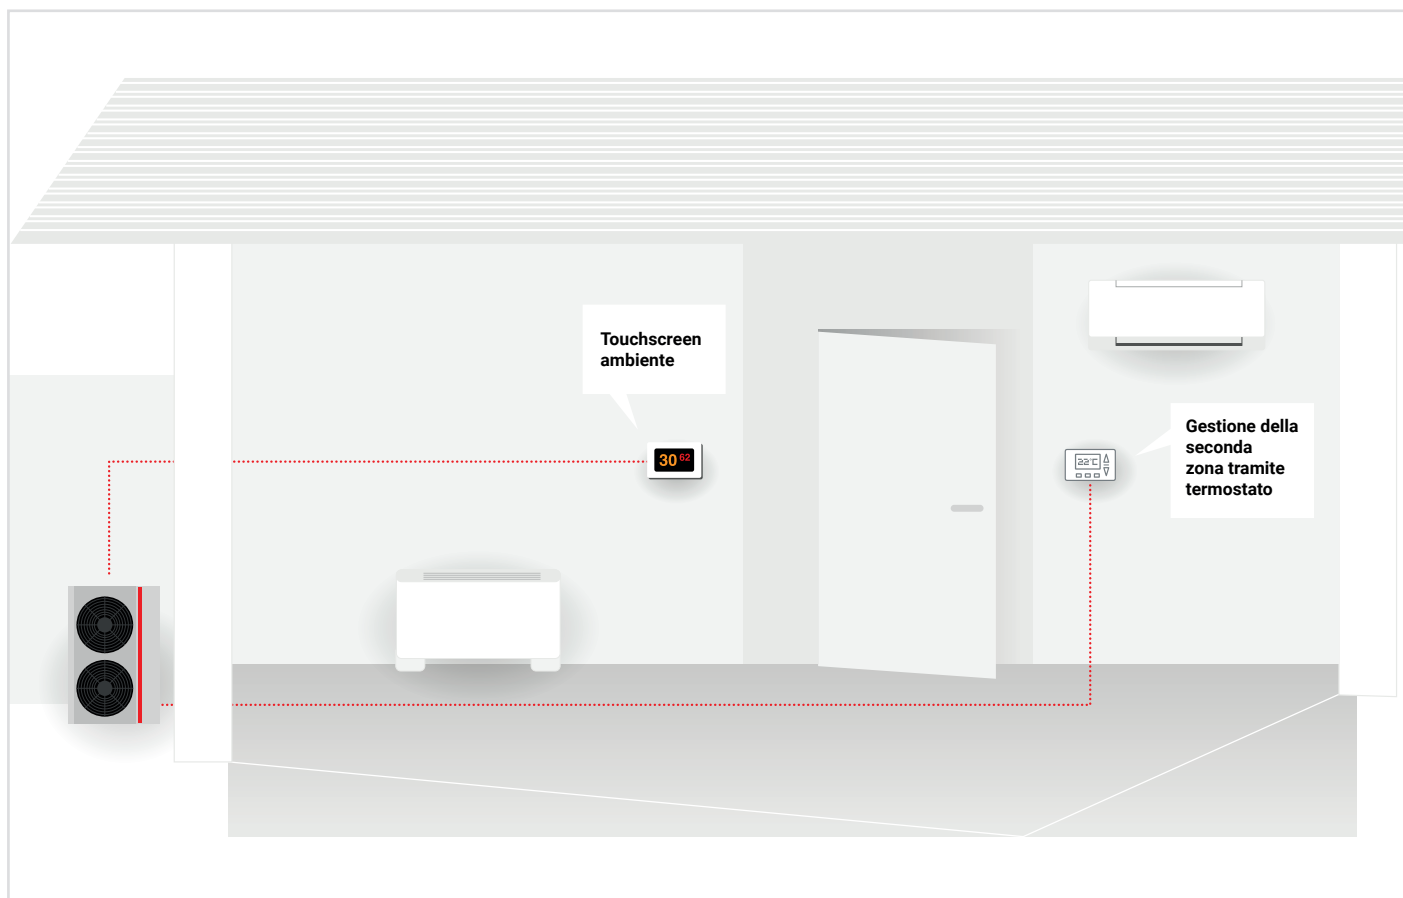 Touchscreen
ambiente
30 62
22°C
Gestione della
seconda
zona tramite
termostato